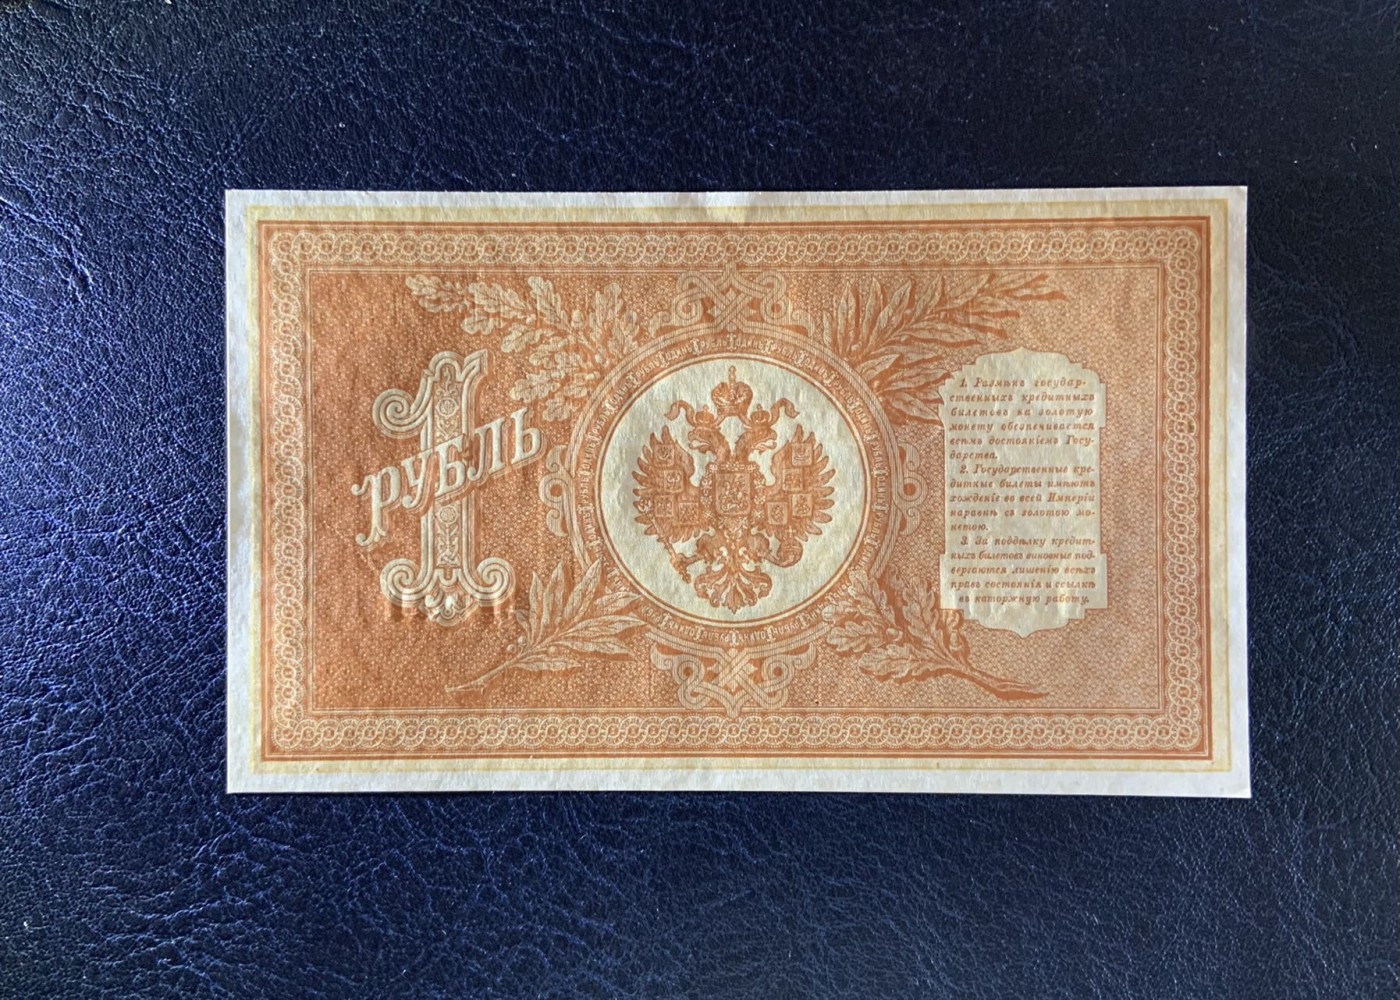 1
РУБЛЬ
1. Размѣнъ государ-
ственныхъ кредитныхъ
билетовъ на золотую
монету обезпечивается
всѣмъ достояніемъ Госу-
дарства.
2. Государственные кре-
дитные билеты имѣютъ
хожденіе во всей Имперіи
наравнѣ съ золотою мо-
нетою.
3. За поддѣлку кредит-
ныхъ билетовъ виновные под-
вергаются лишенію всѣхъ
правъ состоянія и ссылкѣ
въ каторжную работу.